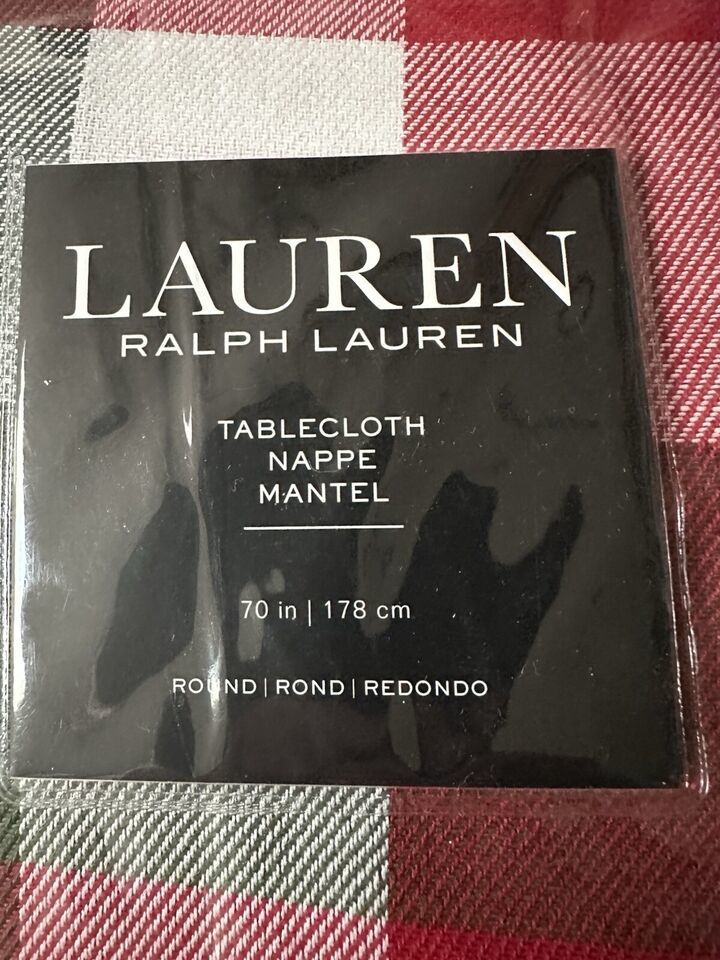 LAUREN
RALPH LAUREN
TABLECLOTH
NAPPE
MANTEL
70 in | 178 cm
ROUND | ROND | REDONDO